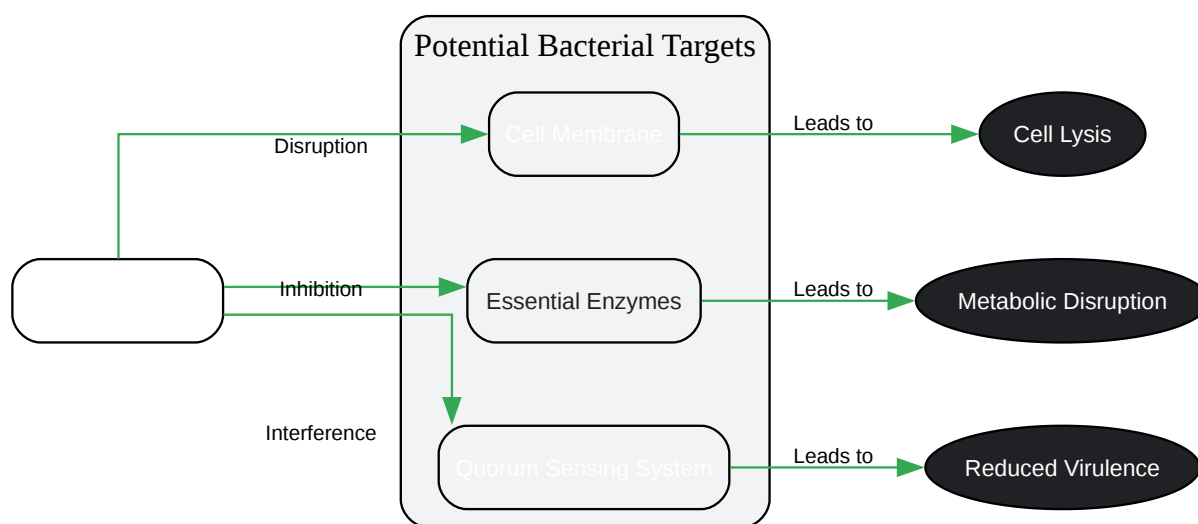 Potential Bacterial Targets
Disruption
Cell Membrane
Leads to
Cell Lysis
Inhibition
Essential Enzymes
Leads to
Metabolic Disruption
Interference
Quorum Sensing System
Leads to
Reduced Virulence